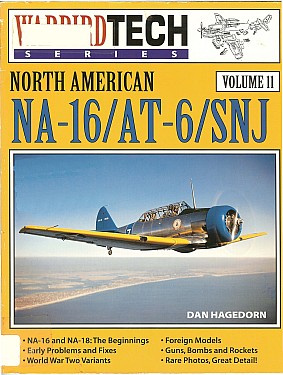 WARBIRDTECH
SERIES
NORTH AMERICAN
VOLUME 11
NA-16/AT-6/SNJ
DAN HAGEDORN
• NA-16 and NA-18: The Beginnings
• Early Problems and Fixes
• World War Two Variants
• Foreign Models
• Guns, Bombs and Rockets
• Rare Photos, Great Detail!